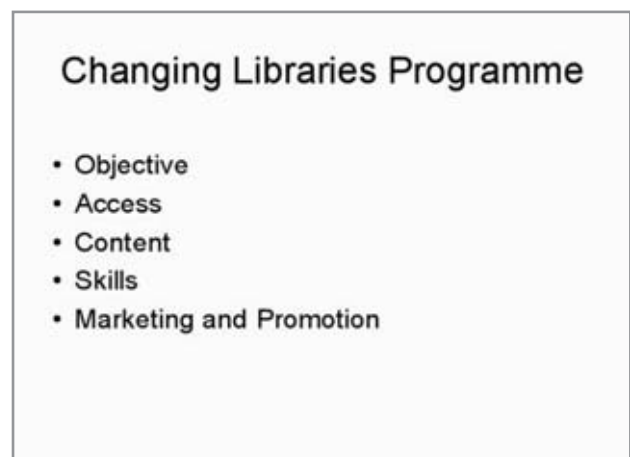 Changing Libraries Programme
• Objective
• Access
• Content
• Skills
• Marketing and Promotion